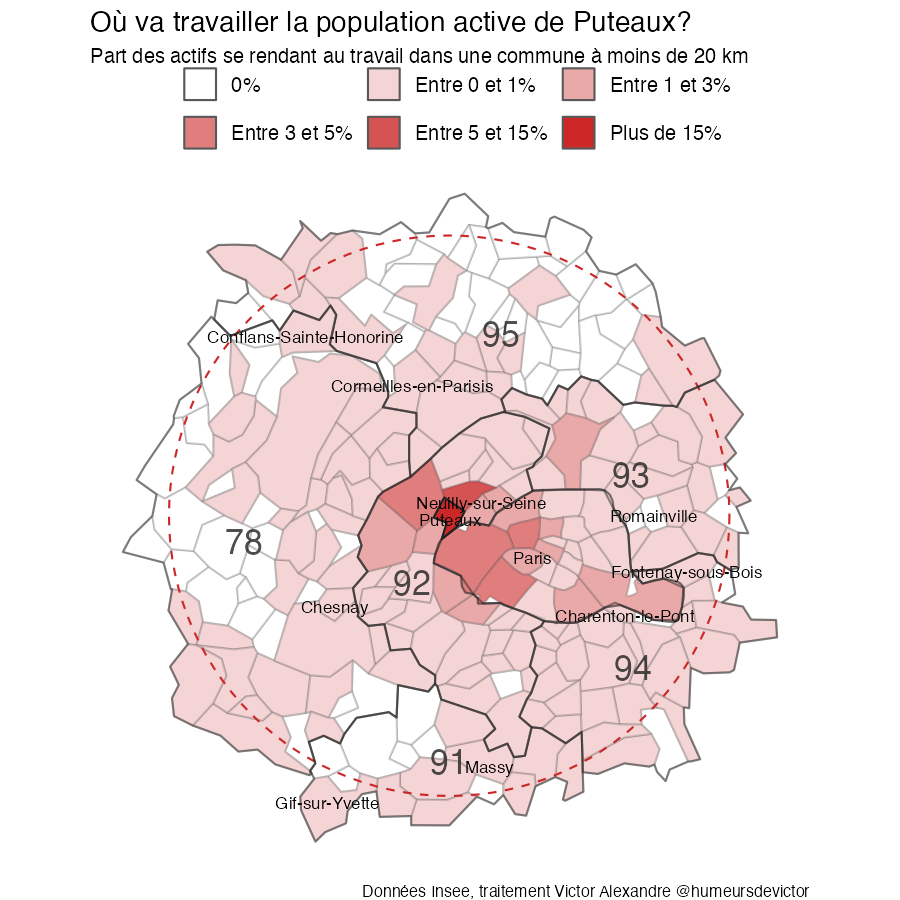 Où va travailler la population active de Puteaux?
Part des actifs se rendant au travail dans une commune à moins de 20 km
0% Entre 0 et 1% Entre 1 et 3%
Entre 3 et 5% Entre 5 et 15% Plus de 15%
95
Conflans-Sainte-Honorine
Cormeilles-en-Parisis
93
Neuilly-sur-Seine
Romainville
Puteaux
78
Paris
Fontenay-sous-Bois
92
Chesnay
Charenton-le-Pont
94
91
Massy
Gif-sur-Yvette
Données Insee, traitement Victor Alexandre @humeursdevictor